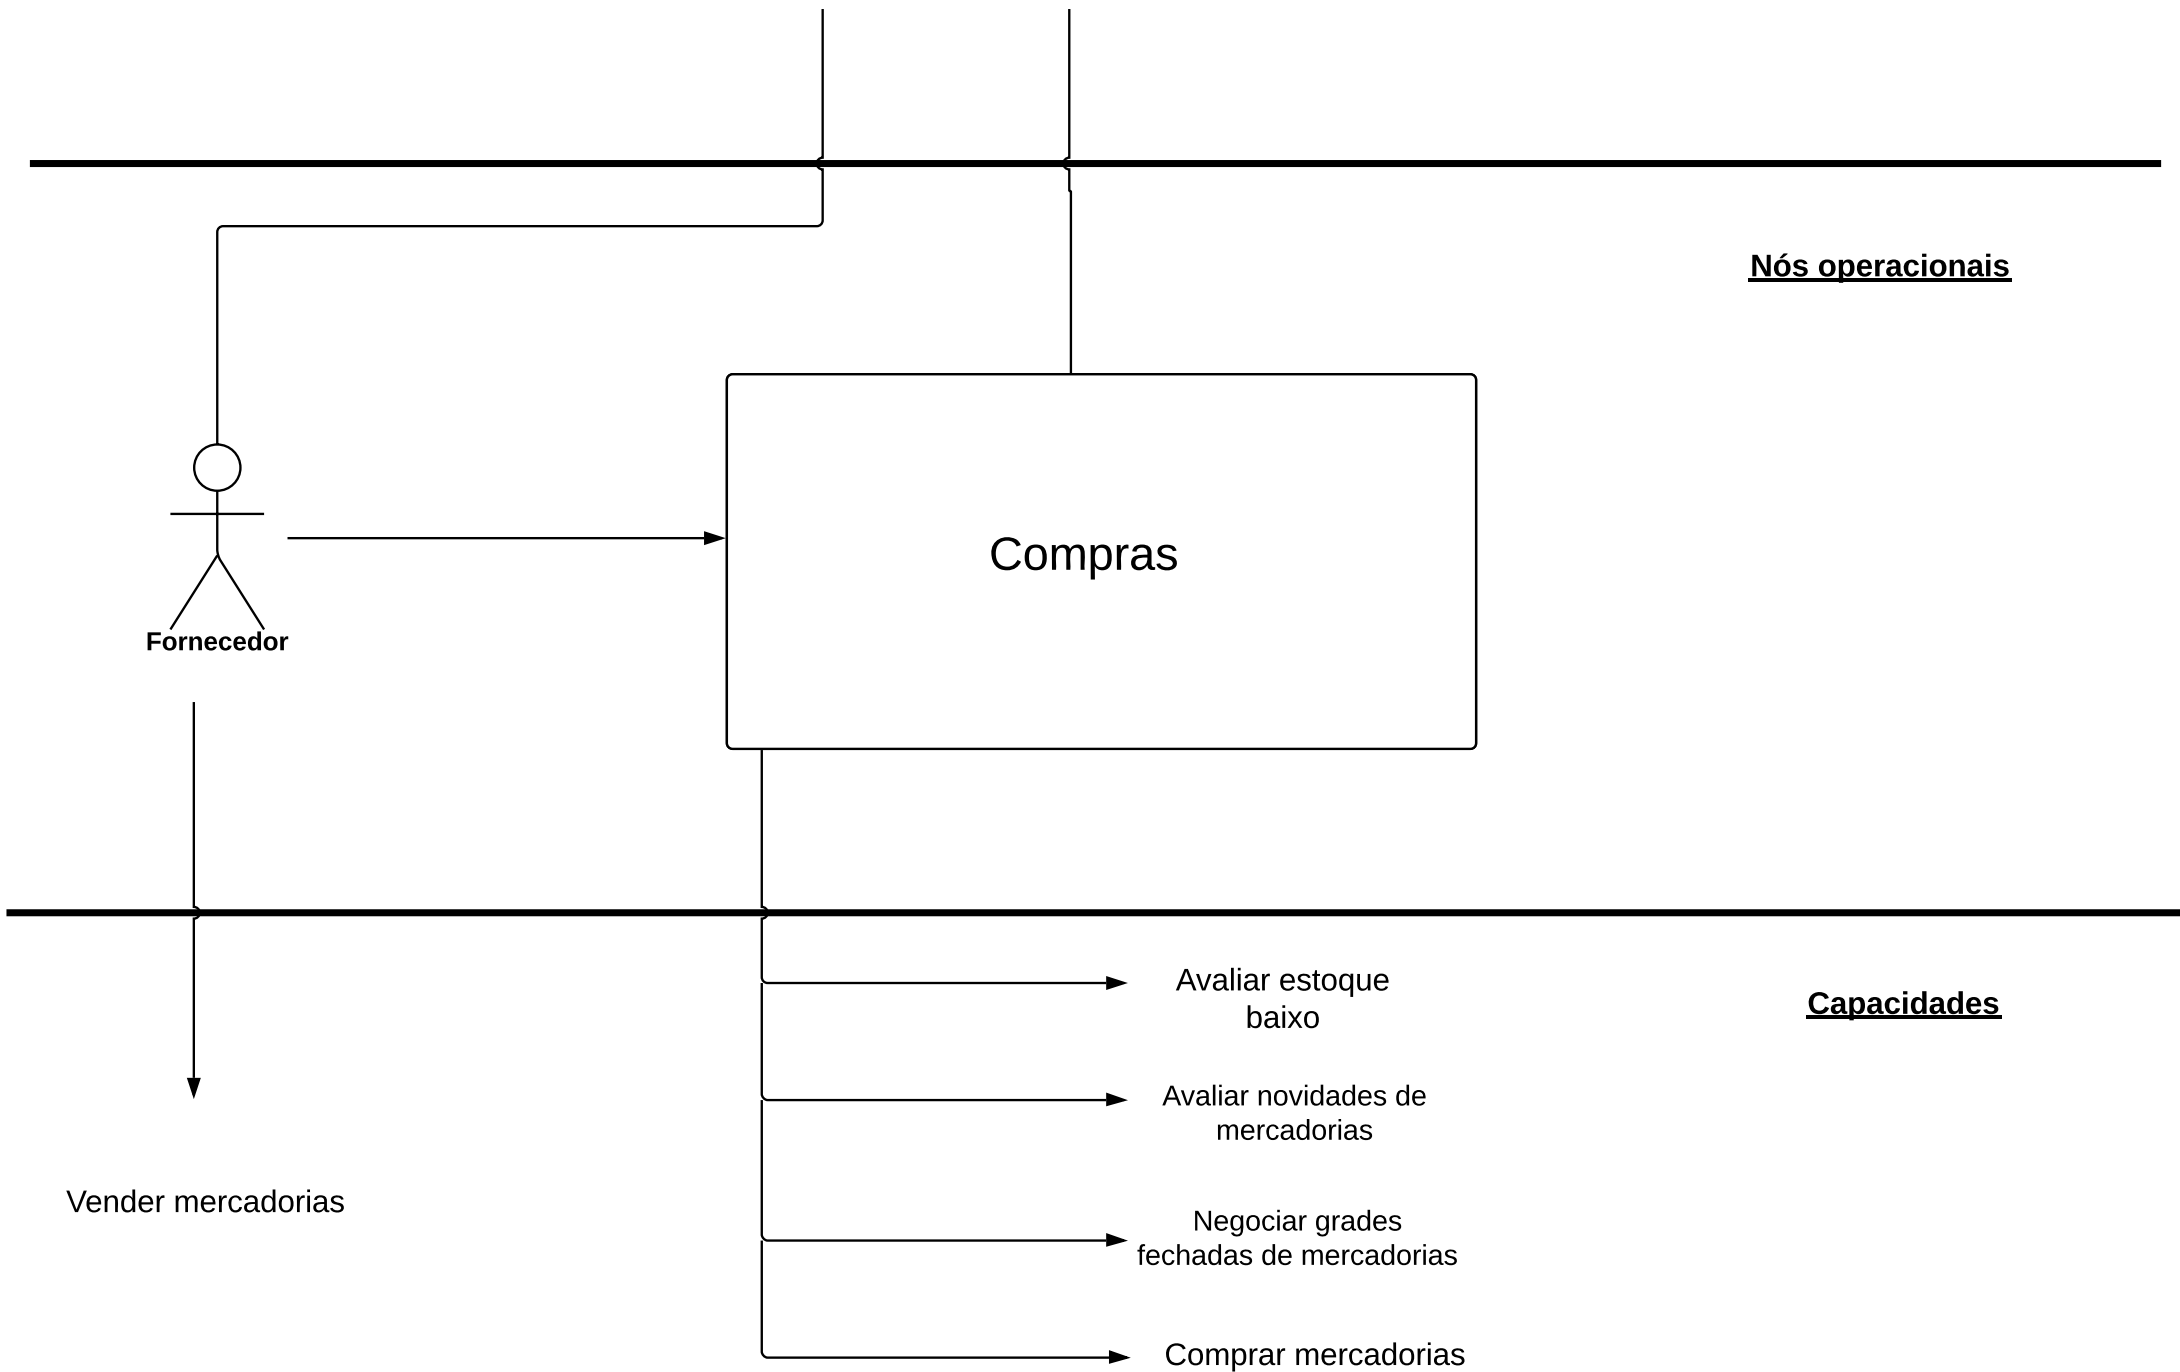 Nós operacionais
Compras
Fornecedor
Avaliar estoque
baixo
Capacidades
Avaliar novidades de
mercadorias
Vender mercadorias
Negociar grades
fechadas de mercadorias
Comprar mercadorias